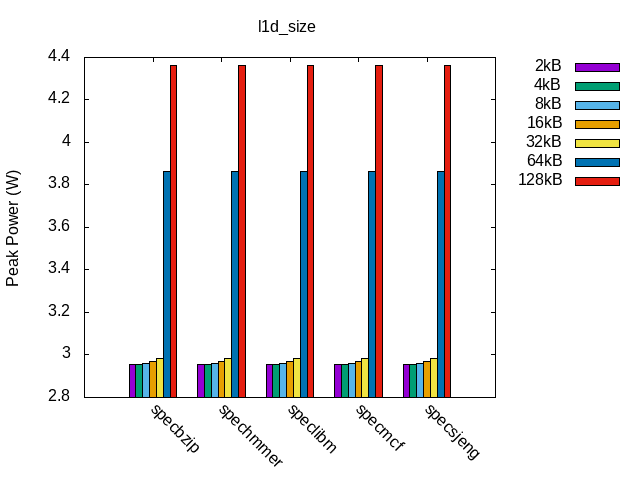 l1d_size
Peak Power (W)
4.4
4.2
4
3.8
3.6
3.4
3.2
3
2.8
specbzip
spechmmer
speclibm
specmcf
specsjeng
2kB
4kB
8kB
16kB
32kB
64kB
128kB